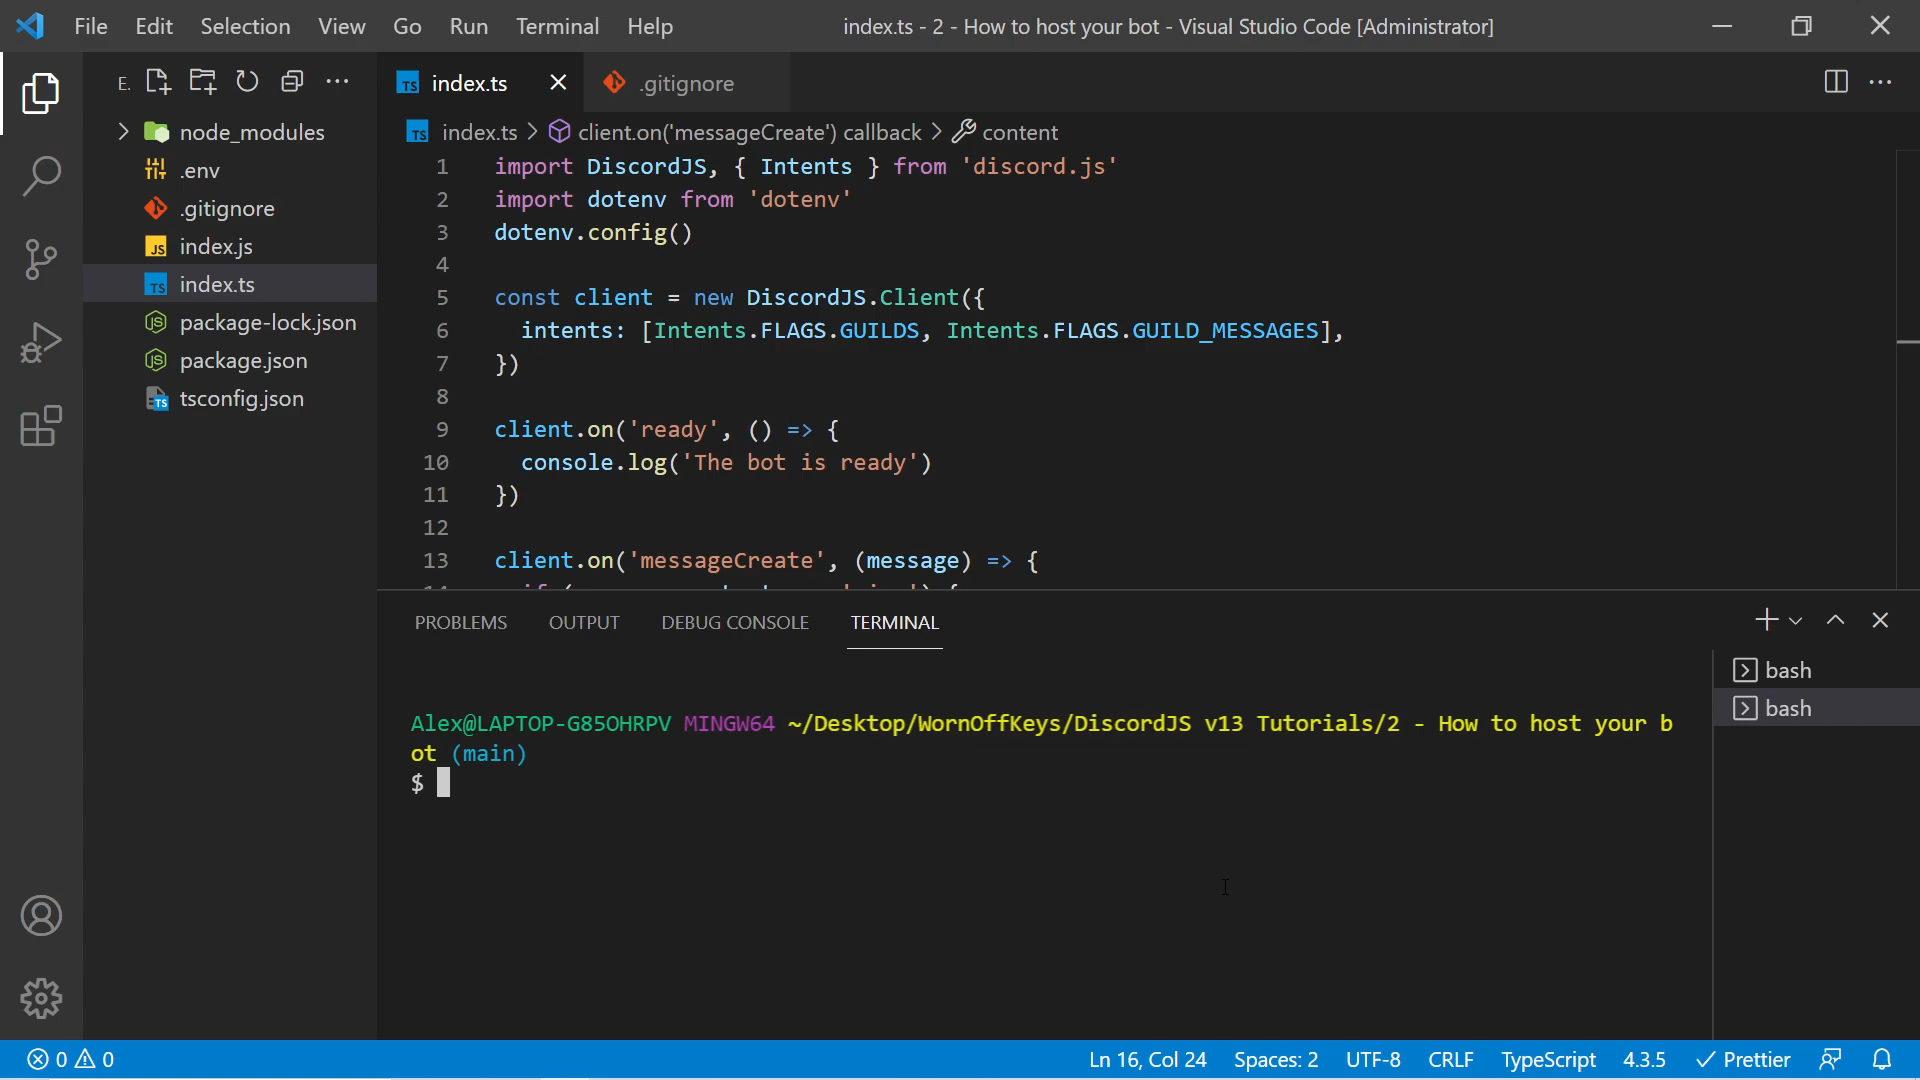 File Edit Selection View Go Run Terminal Help
index.ts - 2 - How to host your bot - Visual Studio Code [Administrator]
E.
node_modules
.env
.gitignore
index.js
index.ts
package-lock.json
package.json
tsconfig.json
index.ts
.gitignore
index.ts > client.on('messageCreate') callback > content
1 import DiscordJS, { Intents } from 'discord.js'
2 import dotenv from 'dotenv'
3 dotenv.config()
4
5 const client = new DiscordJS.Client({
6 intents: [Intents.FLAGS.GUILDS, Intents.FLAGS.GUILD_MESSAGES],
7 })
8
9 client.on('ready', () => {
10 console.log('The bot is ready')
11 })
12
13 client.on('messageCreate', (message) => {
PROBLEMS OUTPUT DEBUG CONSOLE TERMINAL
Alex@LAPTOP-G85OHRPV MINGW64 ~/Desktop/WornOffKeys/DiscordJS v13 Tutorials/2 - How to host your b
ot (main)
$
bash
bash
0 0
Ln 16, Col 24 Spaces: 2 UTF-8 CRLF TypeScript 4.3.5 Prettier